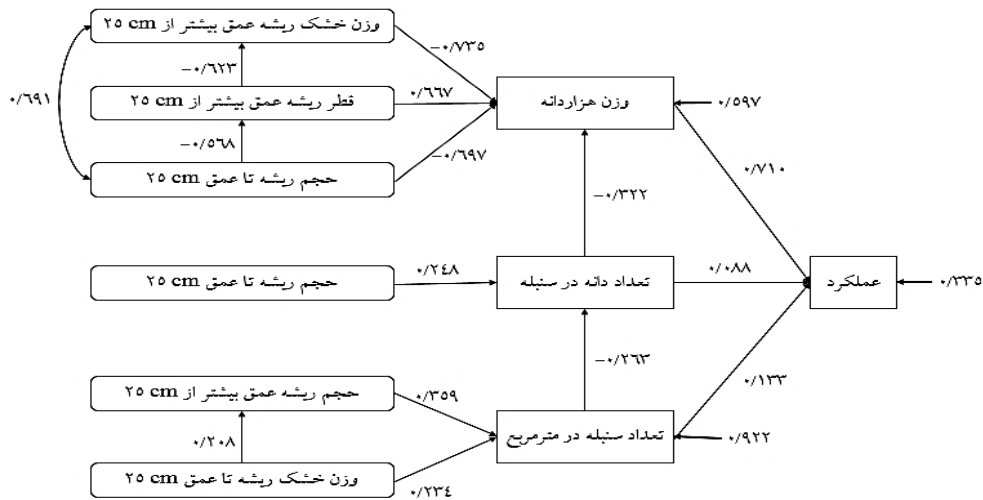 وزن خشک ریشه عمق بیشتر از ۲۵ cm
−۰/۷۳۵
−۰/۶۲۳
۰/۶۹۱
قطر ریشه عمق بیشتر از ۲۵ cm
۰/۶۶۷
وزن هزاردانه
۰/۵۹۷
−۰/۵۶۸
−۰/۶۹۷
حجم ریشه تا عمق ۲۵ cm
۰/۷۱۰
−۰/۳۲۲
حجم ریشه تا عمق ۲۵ cm
۰/۲۴۸
تعداد دانه در سنبله
۰/۰۸۸
عملکرد
۰/۳۳۵
−۰/۲۶۳
حجم ریشه عمق بیشتر از ۲۵ cm
۰/۳۵۹
۰/۱۳۳
۰/۲۰۸
تعداد سنبله در مترمربع
۰/۹۲۲
وزن خشک ریشه تا عمق ۲۵ cm
۰/۲۳٤